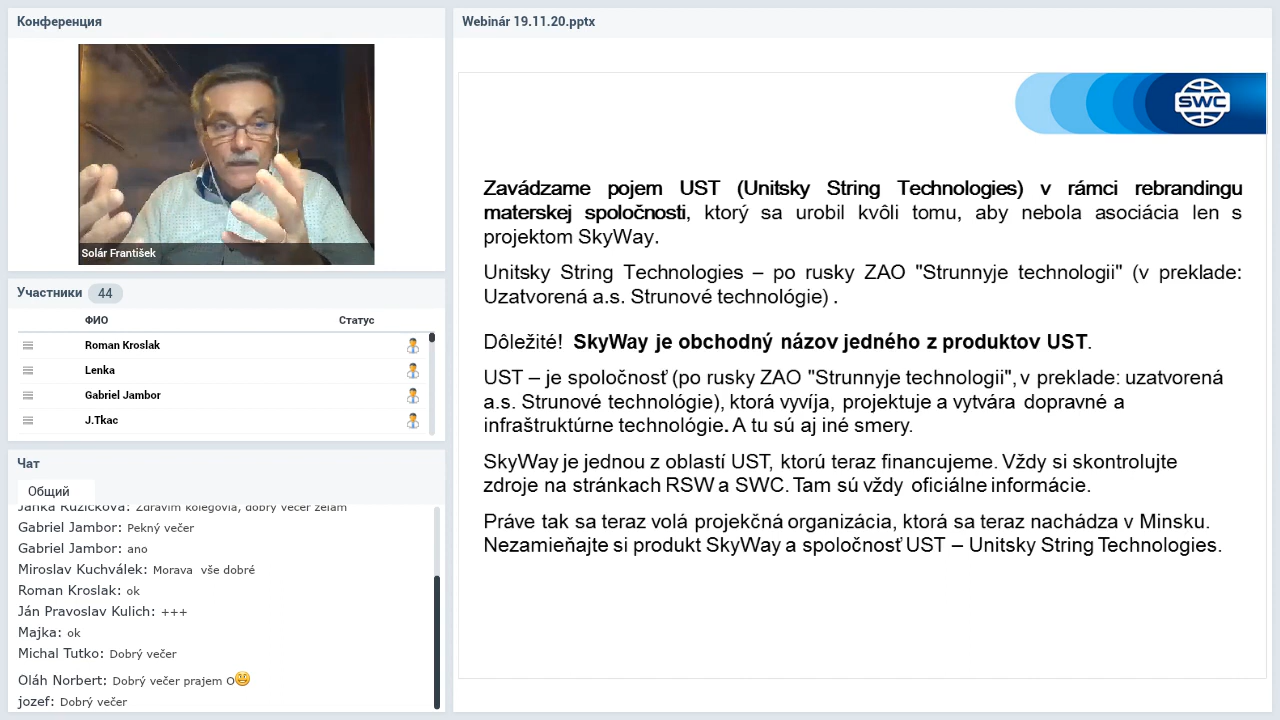 Конференция
Solár František
Участники 44
ФИО Статус
Roman Kroslak
Lenka
Gabriel Jambor
J.Tkac
Чат
Общий
Janka Ruzickova: Zdravim kolegovia, dobry vecer zelam
Gabriel Jambor: Pekný večer
Gabriel Jambor: ano
Miroslav Kuchválek: Morava vše dobré
Roman Kroslak: ok
Ján Pravoslav Kulich: +++
Majka: ok
Michal Tutko: Dobrý večer
Oláh Norbert: Dobrý večer prajem O
jozef: Dobrý večer
Webinár 19.11.20.pptx
SWC
Zavádzame pojem UST (Unitsky String Technologies) v rámci rebrandingu
materskej spoločnosti, ktorý sa urobil kvôli tomu, aby nebola asociácia len s
projektom SkyWay.
Unitsky String Technologies – po rusky ZAO "Strunnyje technologii" (v preklade:
Uzatvorená a.s. Strunové technológie) .
Dôležité! SkyWay je obchodný názov jedného z produktov UST.
UST – je spoločnosť (po rusky ZAO "Strunnyje technologii", v preklade: uzatvorená
a.s. Strunové technológie), ktorá vyvíja, projektuje a vytvára dopravné a
infraštruktúrne technológie. A tu sú aj iné smery.
SkyWay je jednou z oblastí UST, ktorú teraz financujeme. Vždy si skontrolujte
zdroje na stránkach RSW a SWC. Tam sú vždy oficiálne informácie.
Práve tak sa teraz volá projekčná organizácia, ktorá sa teraz nachádza v Minsku.
Nezamieňajte si produkt SkyWay a spoločnosť UST – Unitsky String Technologies.